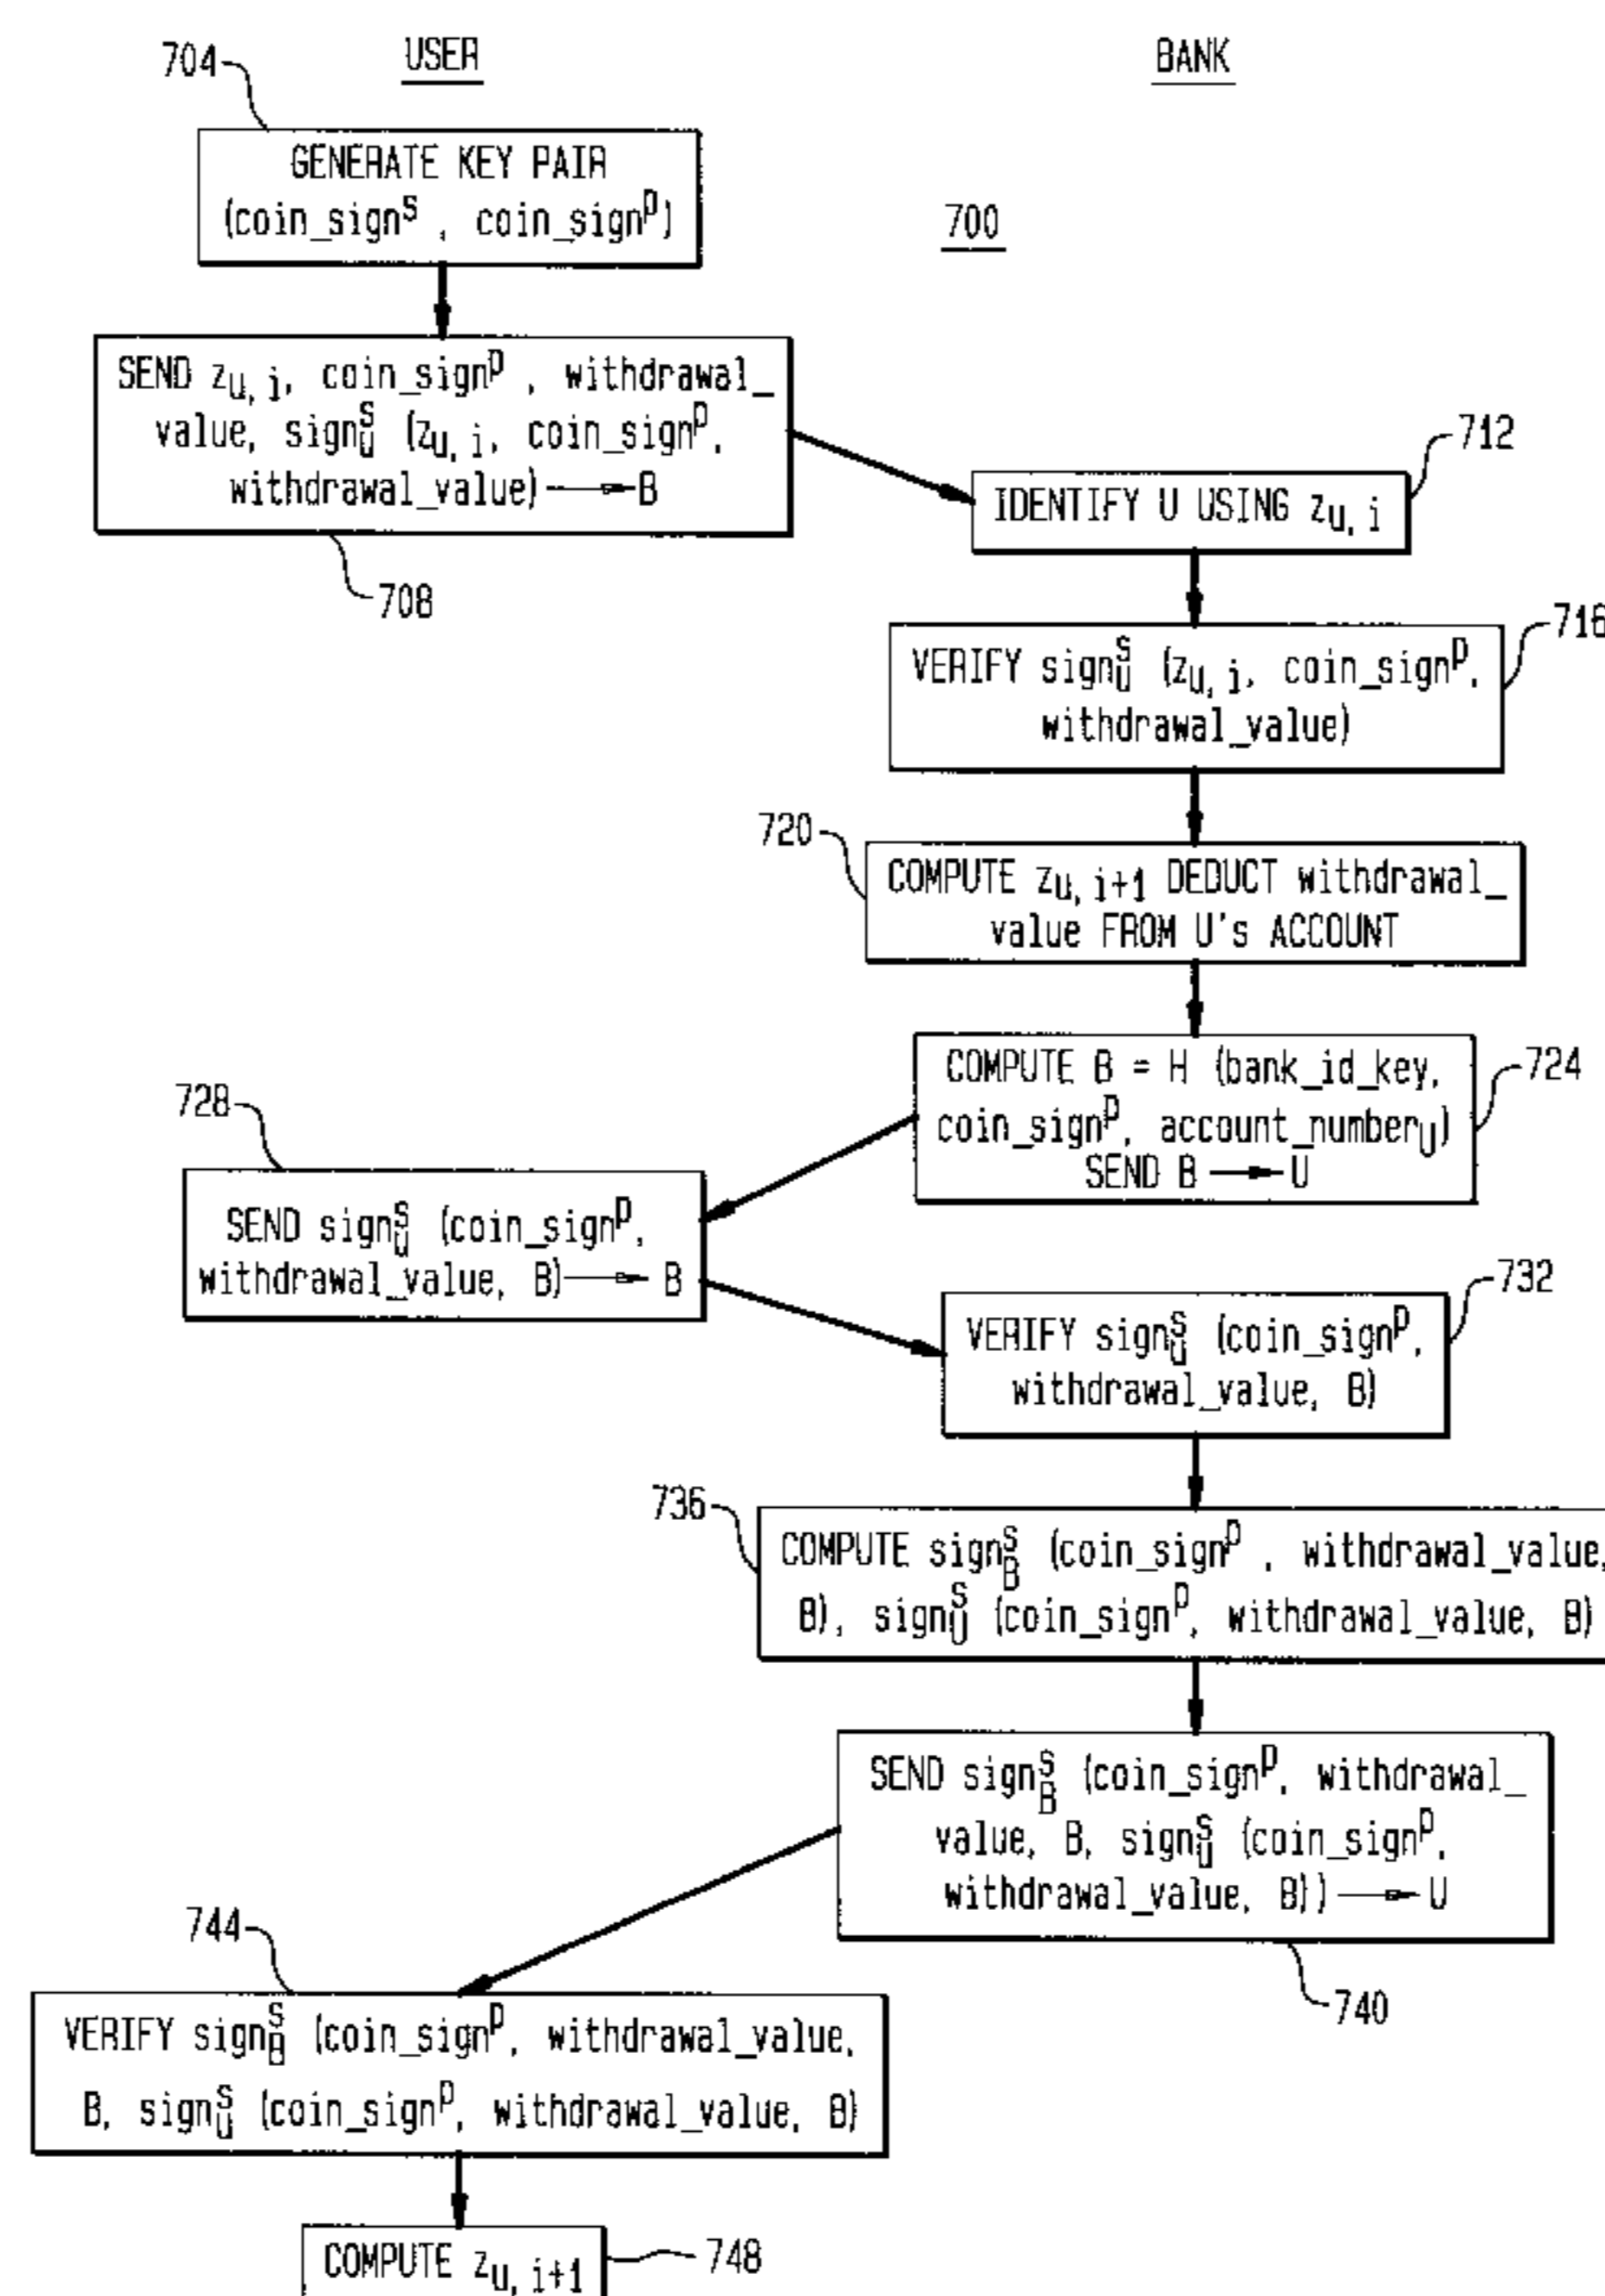 USER
BANK
704
GENERATE KEY PAIR
(coin_sign^s , coin_sign^p)
700
SEND z_u, i, coin_sign^p , withdrawal_
value, sign_U^s (z_u, i, coin_sign^p,
withdrawal_value) → B
708
712
IDENTIFY U USING z_u, i
716
VERIFY sign_U^s (z_u, i, coin_sign^p,
withdrawal_value)
720
COMPUTE z_u, i+1 DEDUCT withdrawal_
value FROM U's ACCOUNT
724
COMPUTE B = H (bank_id_key,
coin_sign^p, account_number_U)
SEND B → U
728
SEND sign_U^s (coin_sign^p,
withdrawal_value, B) → B
732
VERIFY sign_U^s (coin_sign^p,
withdrawal_value, B)
736
COMPUTE sign_B^s (coin_sign^p , withdrawal_value,
B), sign_U^s (coin_sign^p, withdrawal_value, B)
SEND sign_B^s (coin_sign^p, withdrawal_
value, B, sign_U^s (coin_sign^p,
withdrawal_value, B)) → U
740
744
VERIFY sign_B^s (coin_sign^p, withdrawal_value,
B, sign_U^s (coin_sign^p, withdrawal_value, B)
COMPUTE z_u, i+1
748